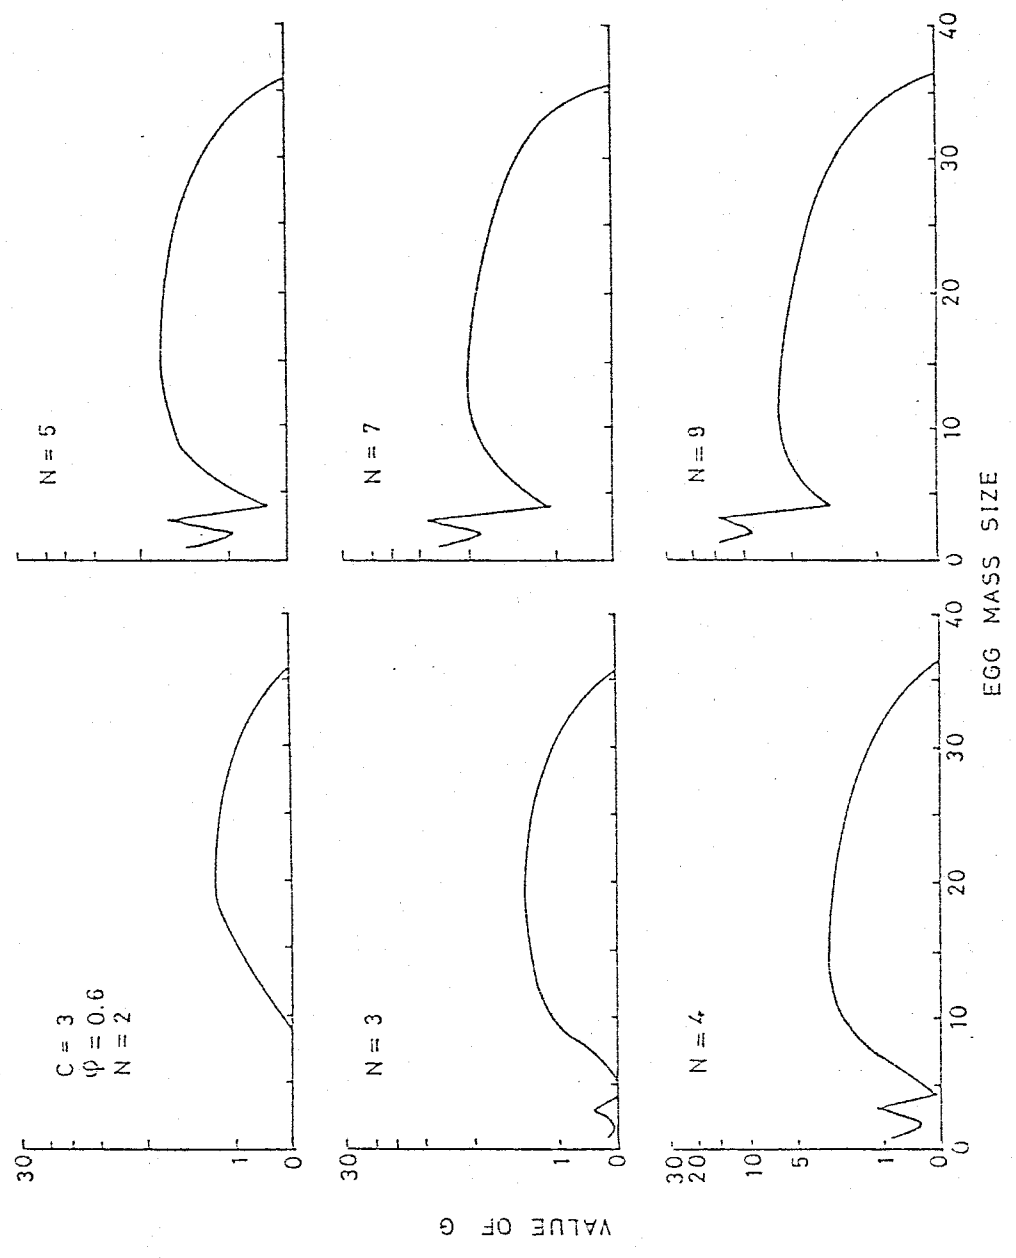 C = 3
φ = 0.6
N = 2
30
1
0
N = 5
N = 3
30
1
0
N = 7
VALUE OF G
N = 4
30
20
10
5
1
0
N = 9
0 10 20 30 40 0 10 20 30 40
EGG MASS SIZE